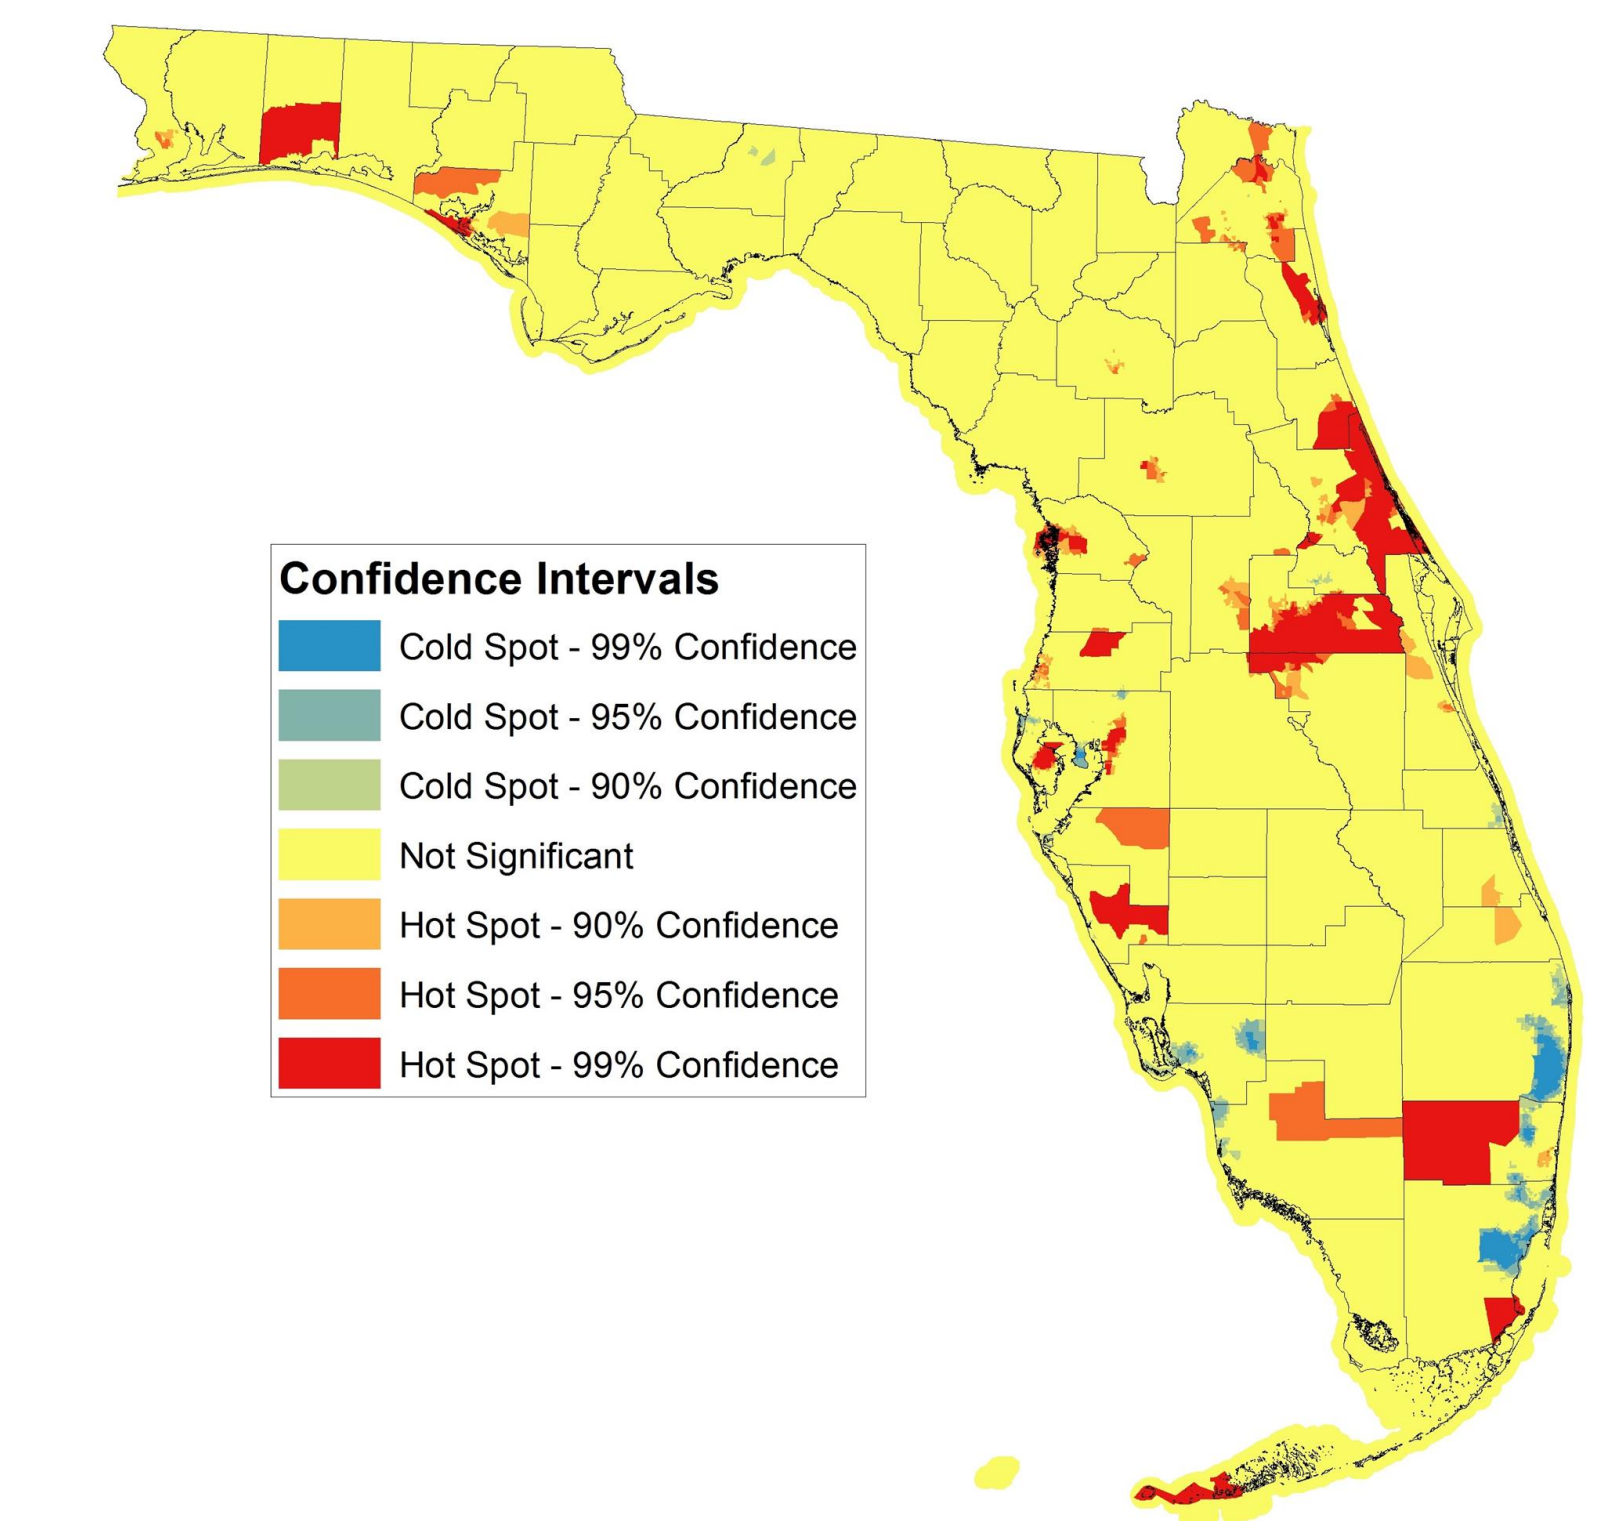 Confidence Intervals
Cold Spot - 99% Confidence
Cold Spot - 95% Confidence
Cold Spot - 90% Confidence
Not Significant
Hot Spot - 90% Confidence
Hot Spot - 95% Confidence
Hot Spot - 99% Confidence